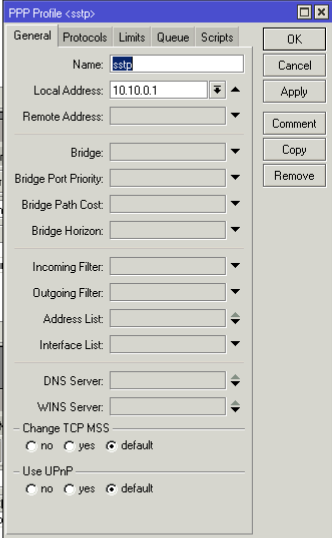 PPP Profile <sstp>
General Protocols Limits Queue Scripts
OK
Name: sstp
Cancel
Local Address: 10.10.0.1
Apply
Remote Address:
Comment
Bridge:
Copy
Bridge Port Priority:
Remove
Bridge Path Cost:
Bridge Horizon:
Incoming Filter:
Outgoing Filter:
Address List:
Interface List:
DNS Server:
WINS Server:
Change TCP MSS
no yes default
Use UPnP
no yes default